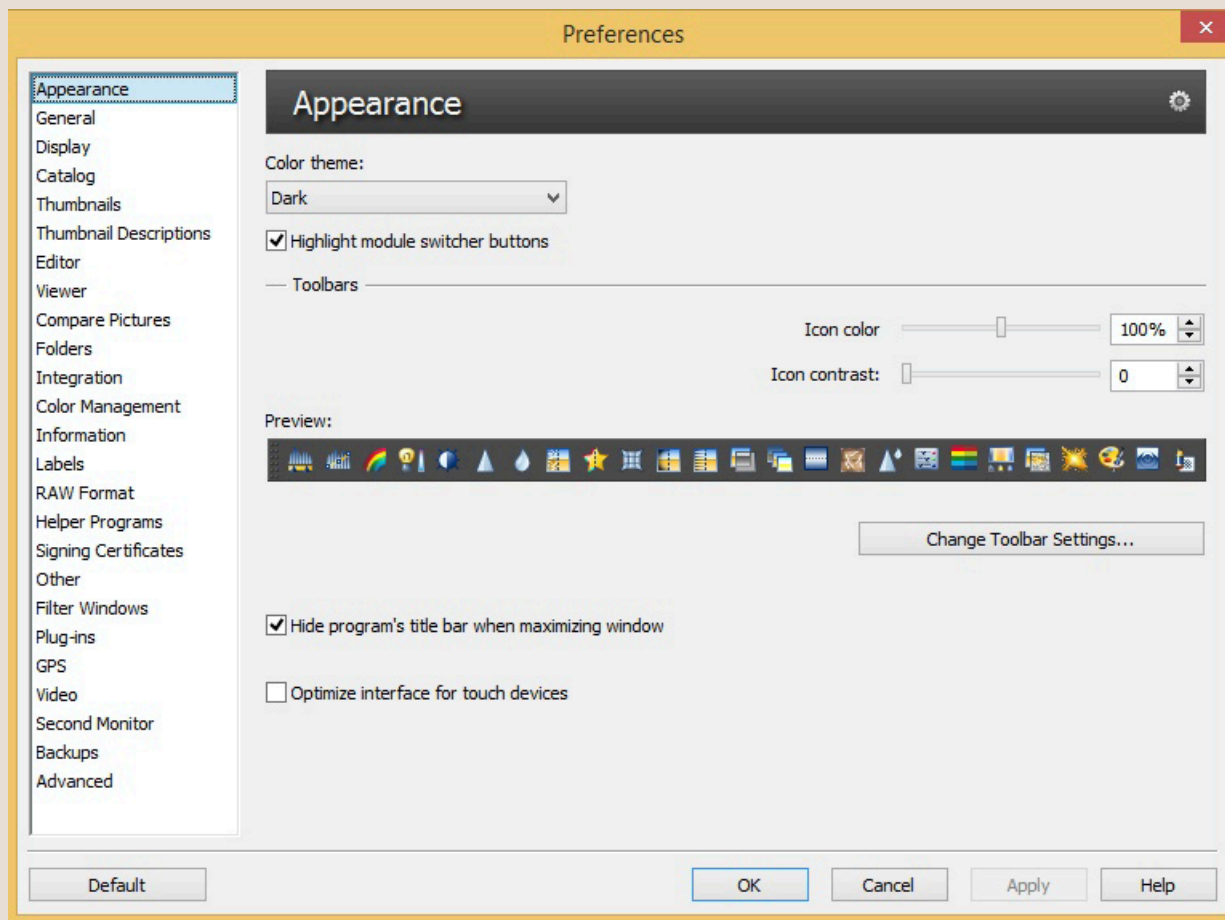 Preferences
Appearance
General
Display
Catalog
Thumbnails
Thumbnail Descriptions
Editor
Viewer
Compare Pictures
Folders
Integration
Color Management
Information
Labels
RAW Format
Helper Programs
Signing Certificates
Other
Filter Windows
Plug-ins
GPS
Video
Second Monitor
Backups
Advanced
Appearance
Color theme:
Dark
Highlight module switcher buttons
Toolbars
Icon color 100%
Icon contrast: 0
Preview:
Change Toolbar Settings...
Hide program's title bar when maximizing window
Optimize interface for touch devices
Default OK Cancel Apply Help